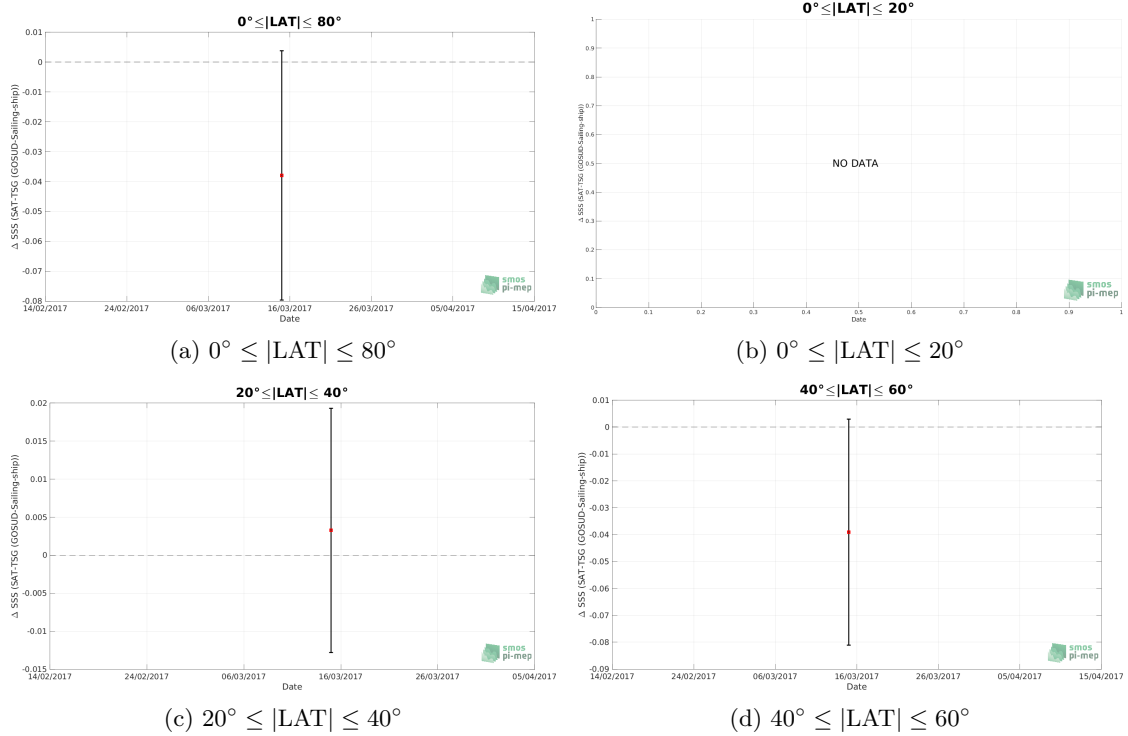 0°≤|LAT|≤ 80°
Δ SSS (SAT-TSG (GOSUD-Sailing-ship))
0.01
0
-0.01
-0.02
-0.03
-0.04
-0.05
-0.06
-0.07
-0.08
14/02/2017 24/02/2017 06/03/2017 16/03/2017 26/03/2017 05/04/2017 15/04/2017
Date
smos
pi-mep
(a) 0° ≤ |LAT| ≤ 80°
0°≤|LAT|≤ 20°
Δ SSS (SAT-TSG (GOSUD-Sailing-ship))
1
0.9
0.8
0.7
0.6
0.5
0.4
0.3
0.2
0.1
0
NO DATA
0 0.1 0.2 0.3 0.4 0.5 0.6 0.7 0.8 0.9 1
Date
smos
pi-mep
(b) 0° ≤ |LAT| ≤ 20°
20°≤|LAT|≤ 40°
Δ SSS (SAT-TSG (GOSUD-Sailing-ship))
0.02
0.015
0.01
0.005
0
-0.005
-0.01
-0.015
14/02/2017 24/02/2017 06/03/2017 16/03/2017 26/03/2017 05/04/2017
Date
smos
pi-mep
(c) 20° ≤ |LAT| ≤ 40°
40°≤|LAT|≤ 60°
Δ SSS (SAT-TSG (GOSUD-Sailing-ship))
0.01
0
-0.01
-0.02
-0.03
-0.04
-0.05
-0.06
-0.07
-0.08
-0.09
14/02/2017 24/02/2017 06/03/2017 16/03/2017 26/03/2017 05/04/2017 15/04/2017
Date
smos
pi-mep
(d) 40° ≤ |LAT| ≤ 60°